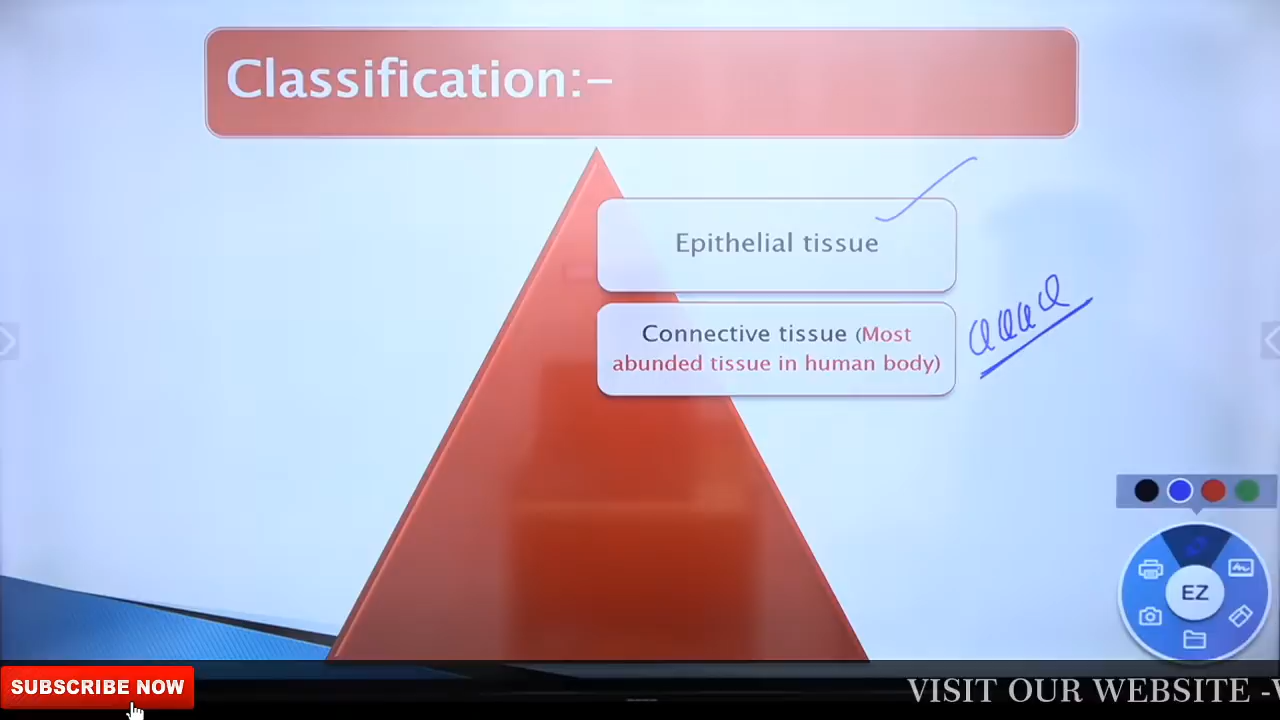 Classification:–
Epithelial tissue
Connective tissue (Most
abunded tissue in human body)
EZ
SUBSCRIBE NOW
VISIT OUR WEBSITE -